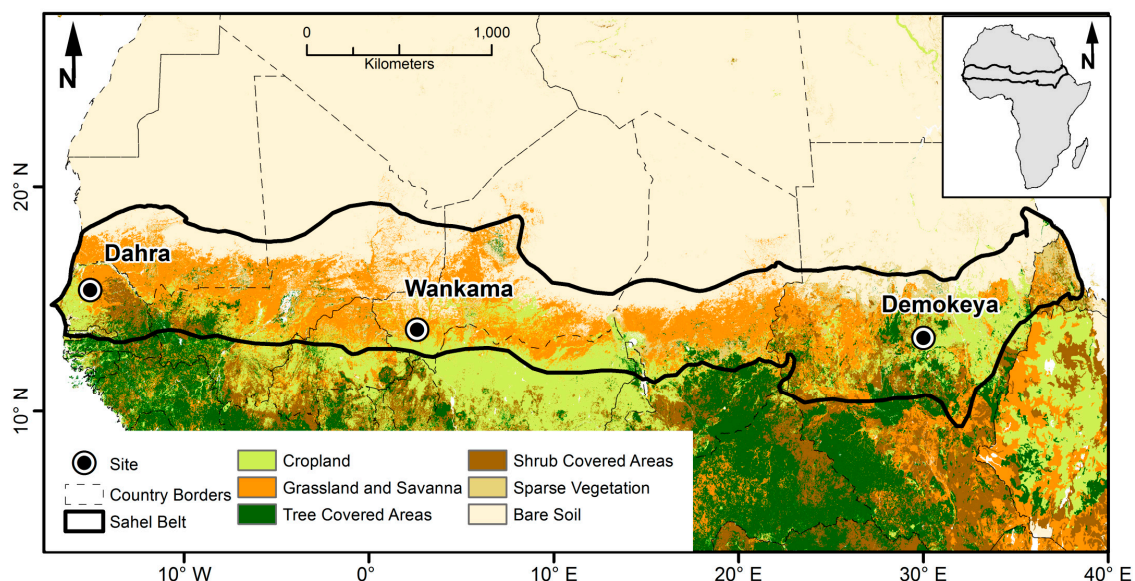 N
0
1,000
Kilometers
N
20° N
10° N
Dahra
Wankama
Demokeya
Site
Country Borders
Sahel Belt
Cropland
Grassland and Savanna
Tree Covered Areas
Shrub Covered Areas
Sparse Vegetation
Bare Soil
10° W
0°
10° E
20° E
30° E
40° E